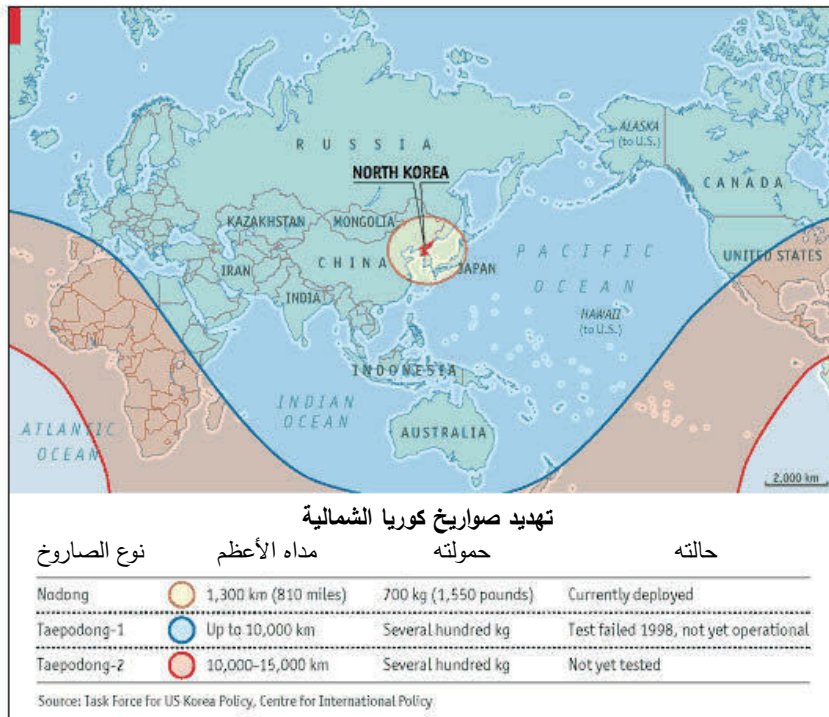 RUSSIA
ALASKA
(to U.S.)
CANADA
NORTH KOREA
KAZAKHSTAN
MONGOLIA
UNITED STATES
PACIFIC
OCEAN
IRAN
CHINA
JAPAN
INDIA
HAWAII
(to U.S.)
INDONESIA
INDIAN
OCEAN
ATLANTIC
OCEAN
AUSTRALIA
2,000 km
تهديد صواريخ كوريا الشمالية
نوع الصاروخ مداه الأعظم حمولته حالته
Nodong 1,300 km (810 miles) 700 kg (1,550 pounds) Currently deployed
Taepodong-1 Up to 10,000 km Several hundred kg Test failed 1998, not yet operational
Taepodong-2 10,000–15,000 km Several hundred kg Not yet tested
Source: Task Force for US Korea Policy, Centre for International Policy